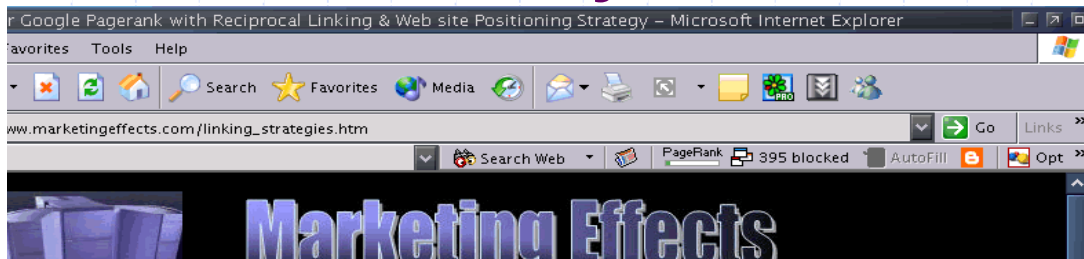 r Google Pagerank with Reciprocal Linking & Web site Positioning Strategy – Microsoft Internet Explorer
avorites Tools Help
Search Favorites Media PRO
ww.marketingeffects.com/linking_strategies.htm Go Links »
Search Web PageRank 395 blocked AutoFill Opt »
Marketing Effects